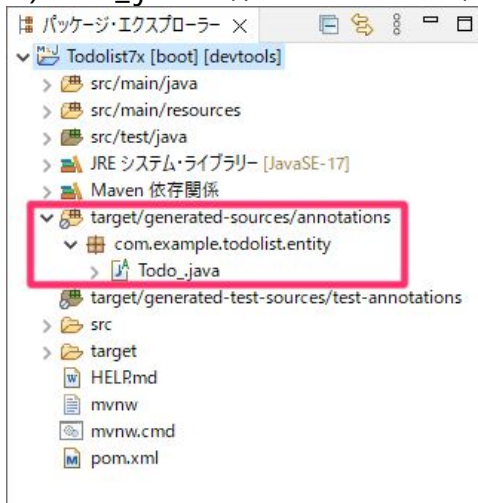 パッケージ・エクスプローラー
Todolist7x [boot] [devtools]
src/main/java
src/main/resources
src/test/java
JRE システム・ライブラリー [JavaSE-17]
Maven 依存関係
target/generated-sources/annotations
com.example.todolist.entity
Todo_.java
target/generated-test-sources/test-annotations
src
target
HELP.md
mvnw
mvnw.cmd
pom.xml